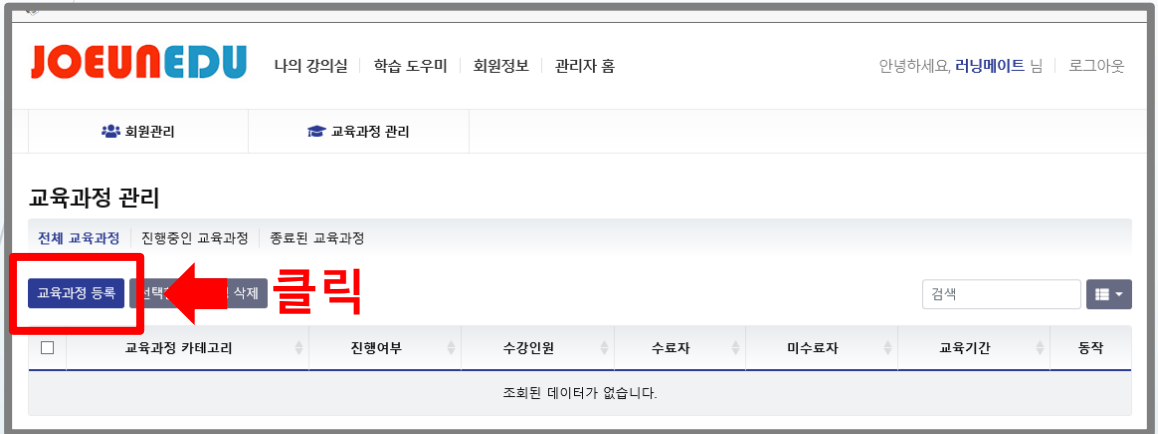 JOEUNEDU 나의 강의실 학습 도우미 회원정보 관리자 홈 안녕하세요, 러닝메이트 님 로그아웃
회원관리 교육과정 관리
교육과정 관리
전체 교육과정 진행중인 교육과정 종료된 교육과정
교육과정 등록 삭제 클릭 검색
교육과정 카테고리 진행여부 수강인원 수료자 미수료자 교육기간 동작
조회된 데이터가 없습니다.